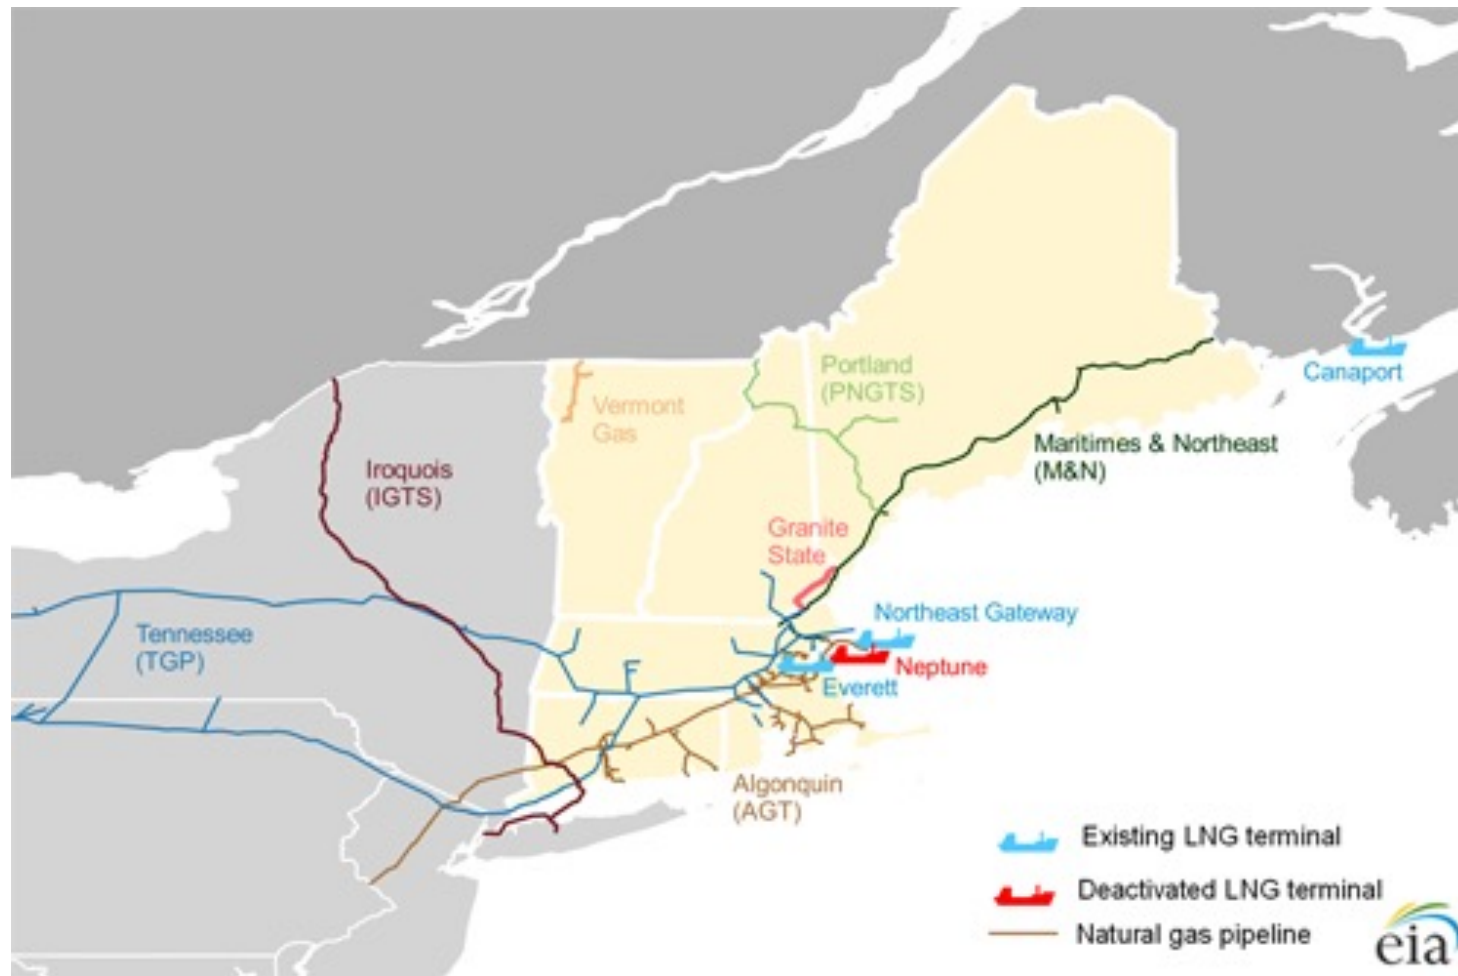 Portland
(PNGTS)
Canaport
Vermont
Gas
Maritimes & Northeast
(M&N)
Iroquois
(IGTS)
Granite
State
Northeast Gateway
Tennessee
(TGP)
Neptune
Everett
Algonquin
(AGT)
Existing LNG terminal
Deactivated LNG terminal
Natural gas pipeline
eia